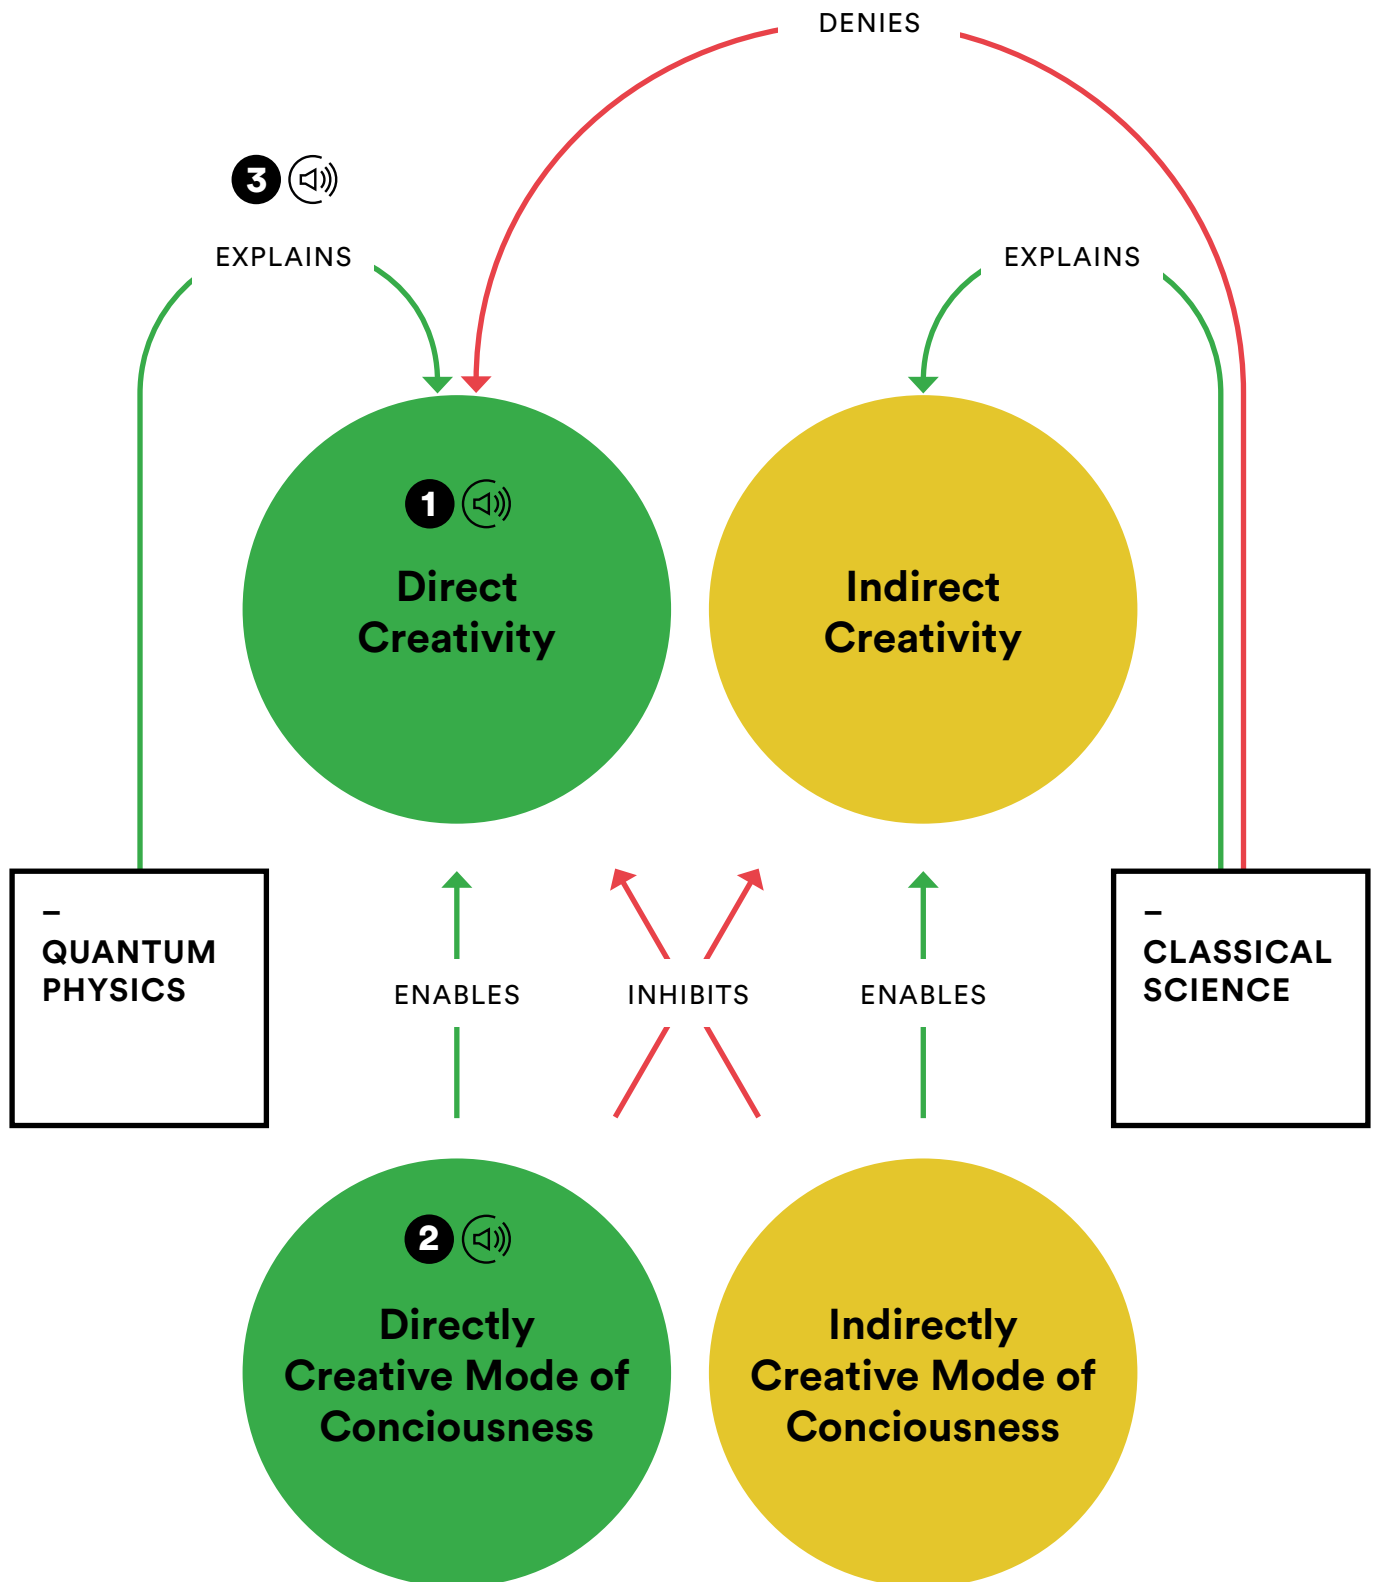 DENIES
3
EXPLAINS
EXPLAINS
1
Direct
Creativity
Indirect
Creativity
–
QUANTUM
PHYSICS
–
CLASSICAL
SCIENCE
ENABLES
INHIBITS
ENABLES
2
Directly
Creative Mode of
Conciousness
Indirectly
Creative Mode of
Conciousness